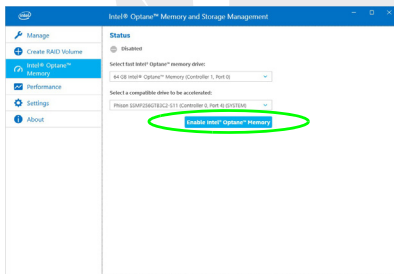 intel
Intel® Optane™ Memory and Storage Management
Manage
Create RAID Volume
Intel® Optane™
Memory
Performance
Settings
About
Status
Disabled
Select fast Intel® Optane™ memory drive:
64 GB Intel® Optane™ Memory (Controller 1, Port 0)
Select a compatible drive to be accelerated:
Phison SSMP256GTB3C2-S11 (Controller 0, Port 4) (SYSTEM)
Enable Intel® Optane™ Memory